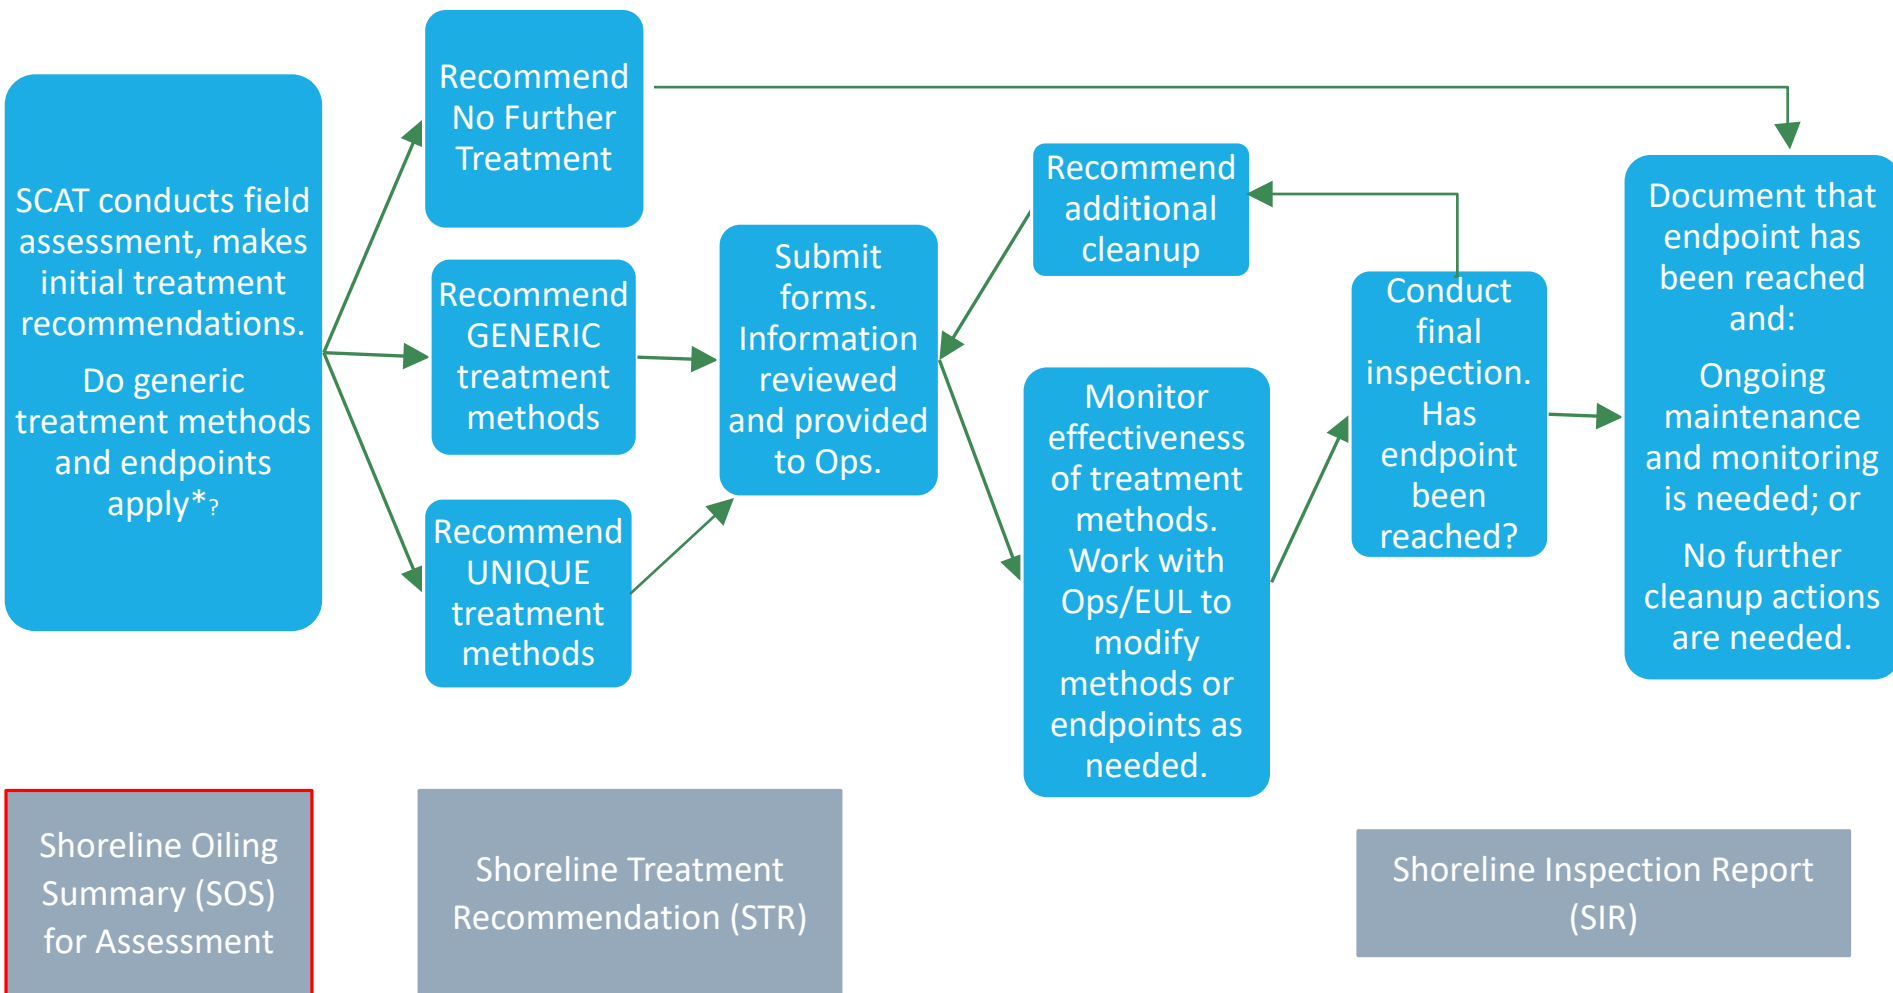 SCAT conducts field
assessment, makes
initial treatment
recommendations.
Do generic
treatment methods
and endpoints
apply*?
Recommend
No Further
Treatment
Recommend
GENERIC
treatment
methods
Recommend
UNIQUE
treatment
methods
Submit
forms.
Information
reviewed
and provided
to Ops.
Recommend
additional
cleanup
Monitor
effectiveness
of treatment
methods.
Work with
Ops/EUL to
modify
methods or
endpoints as
needed.
Conduct
final
inspection.
Has
endpoint
been
reached?
Document that
endpoint has
been reached
and:
Ongoing
maintenance
and monitoring
is needed; or
No further
cleanup actions
are needed.
Shoreline Oiling
Summary (SOS)
for Assessment
Shoreline Treatment
Recommendation (STR)
Shoreline Inspection Report
(SIR)